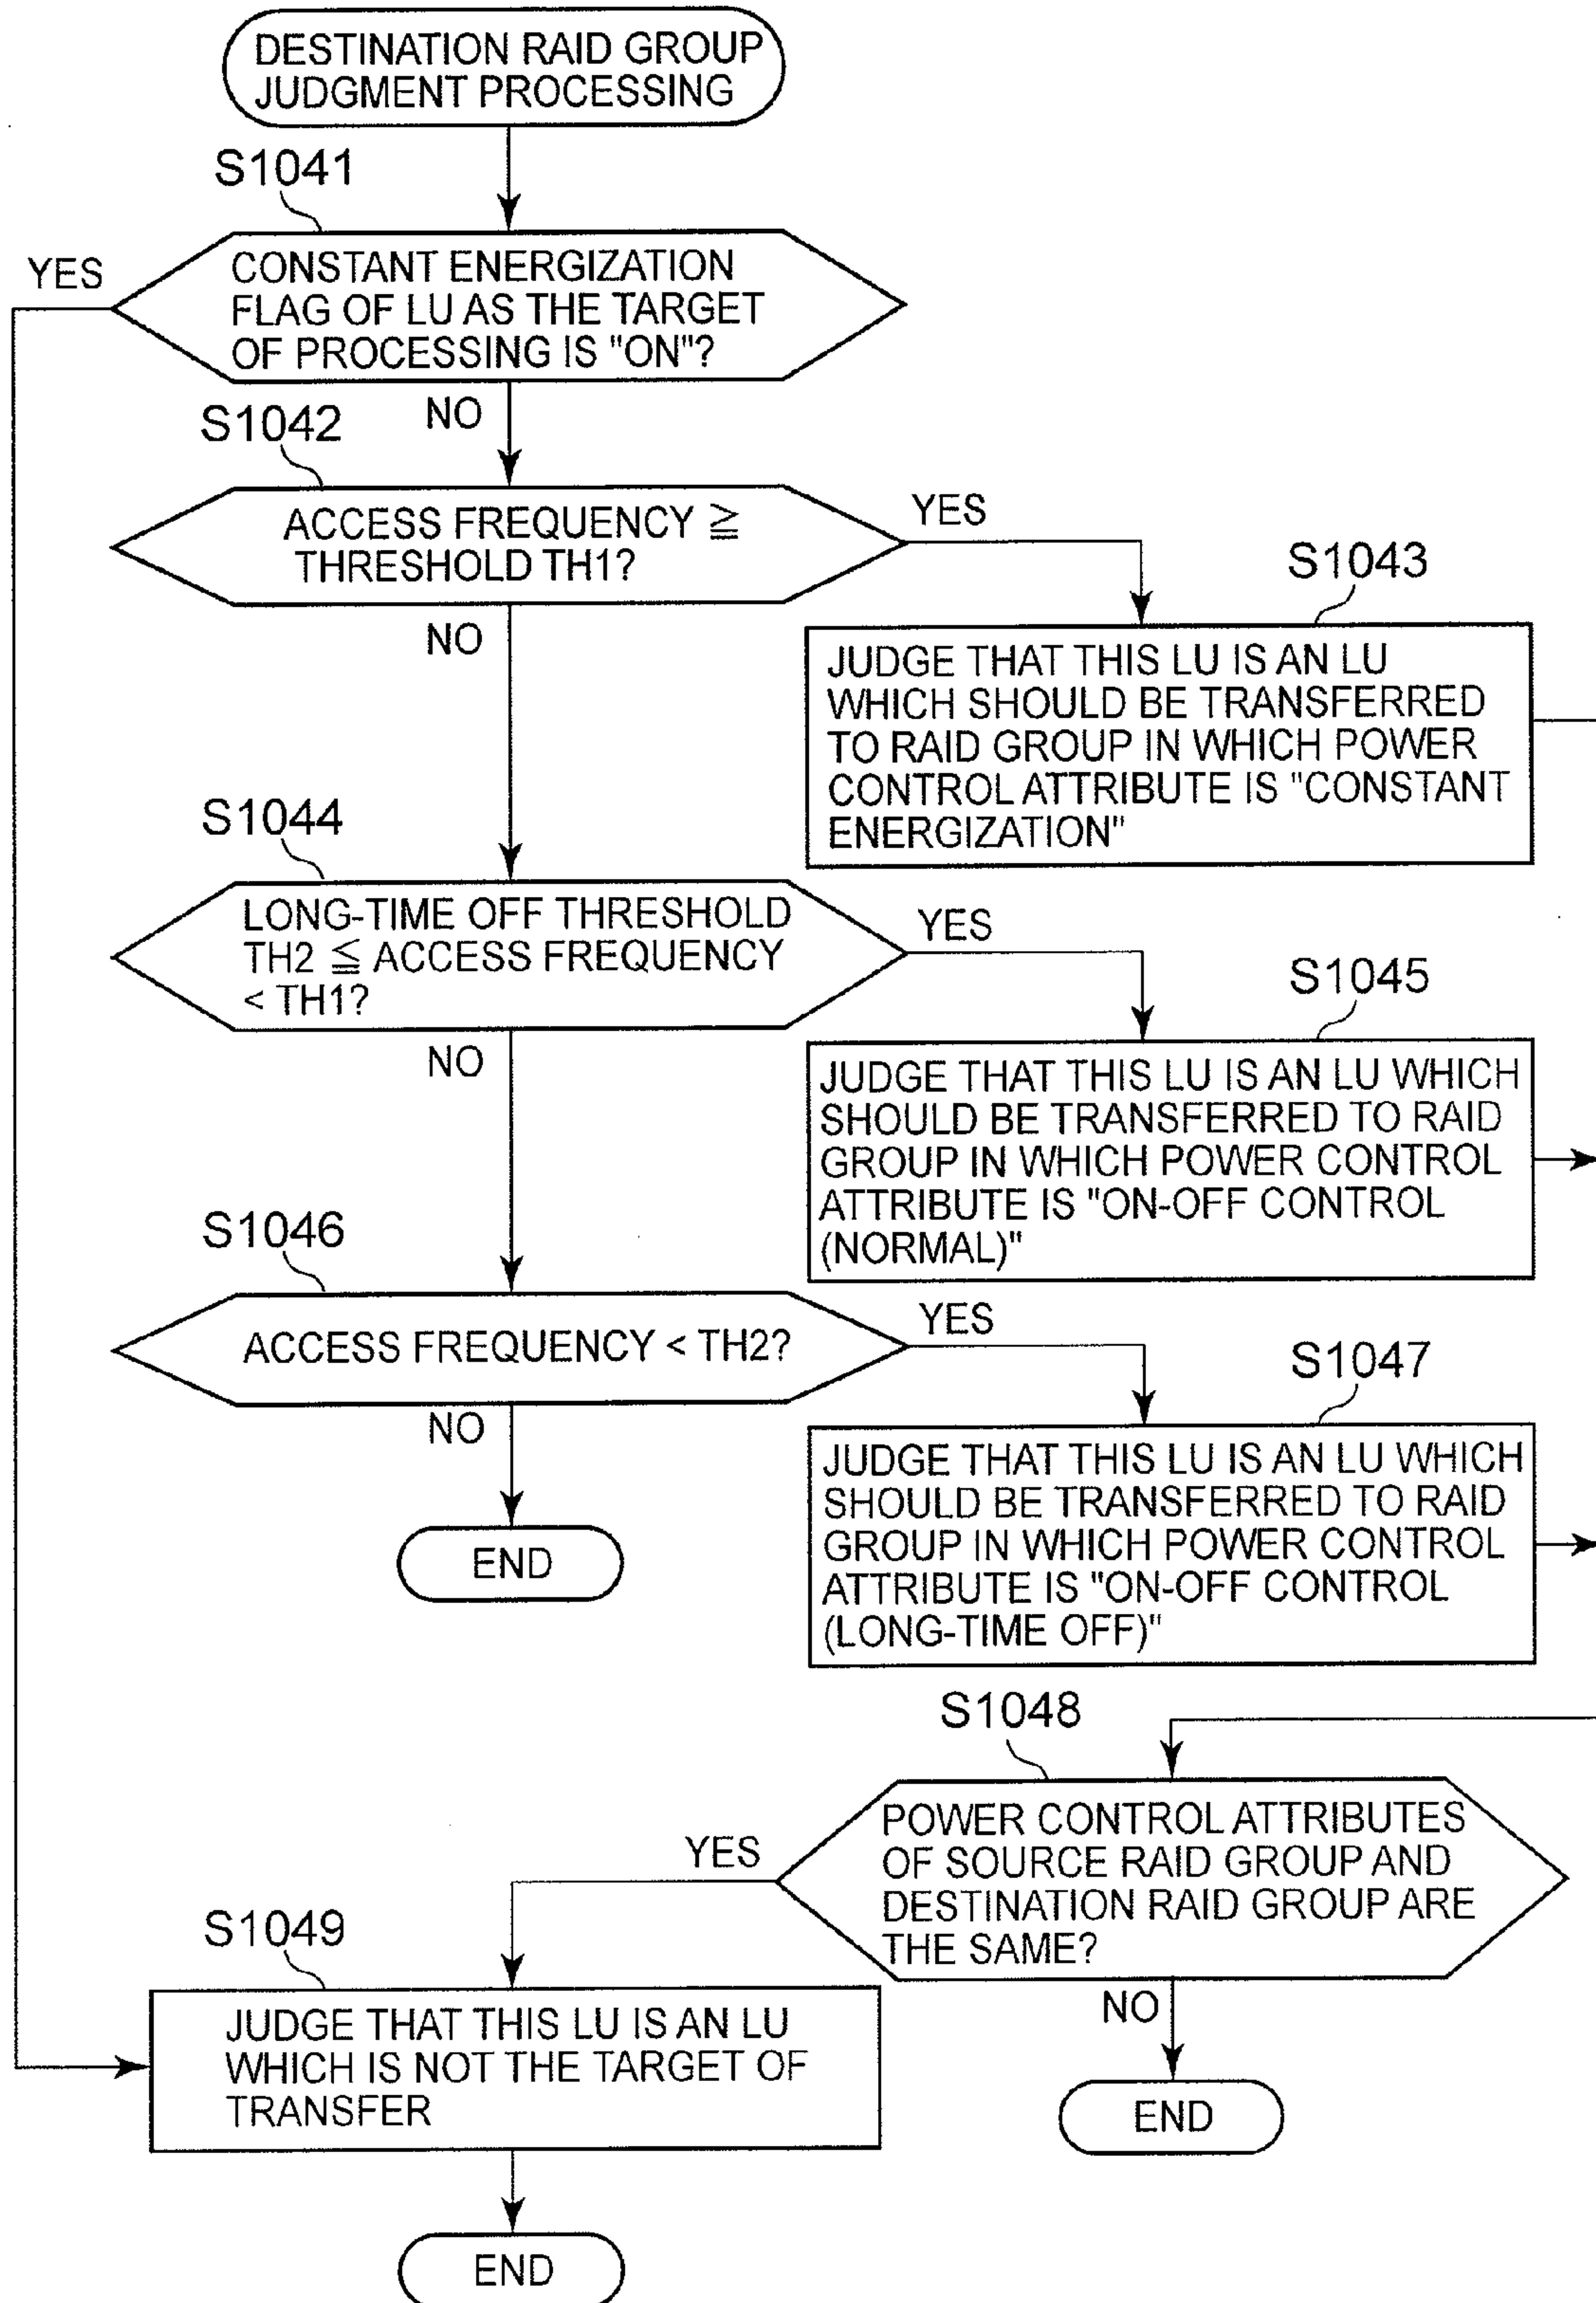 DESTINATION RAID GROUP
JUDGMENT PROCESSING
S1041
YES
CONSTANT ENERGIZATION
FLAG OF LU AS THE TARGET
OF PROCESSING IS "ON"?
NO
S1042
ACCESS FREQUENCY ≧
THRESHOLD TH1?
YES
NO
S1043
JUDGE THAT THIS LU IS AN LU
WHICH SHOULD BE TRANSFERRED
TO RAID GROUP IN WHICH POWER
CONTROL ATTRIBUTE IS "CONSTANT
ENERGIZATION"
S1044
LONG-TIME OFF THRESHOLD
TH2 ≦ ACCESS FREQUENCY
< TH1?
YES
NO
S1045
JUDGE THAT THIS LU IS AN LU WHICH
SHOULD BE TRANSFERRED TO RAID
GROUP IN WHICH POWER CONTROL
ATTRIBUTE IS "ON-OFF CONTROL
(NORMAL)"
S1046
ACCESS FREQUENCY < TH2?
YES
NO
END
S1047
JUDGE THAT THIS LU IS AN LU WHICH
SHOULD BE TRANSFERRED TO RAID
GROUP IN WHICH POWER CONTROL
ATTRIBUTE IS "ON-OFF CONTROL
(LONG-TIME OFF)"
S1048
POWER CONTROL ATTRIBUTES
OF SOURCE RAID GROUP AND
DESTINATION RAID GROUP ARE
THE SAME?
YES
NO
END
S1049
JUDGE THAT THIS LU IS AN LU
WHICH IS NOT THE TARGET OF
TRANSFER
END